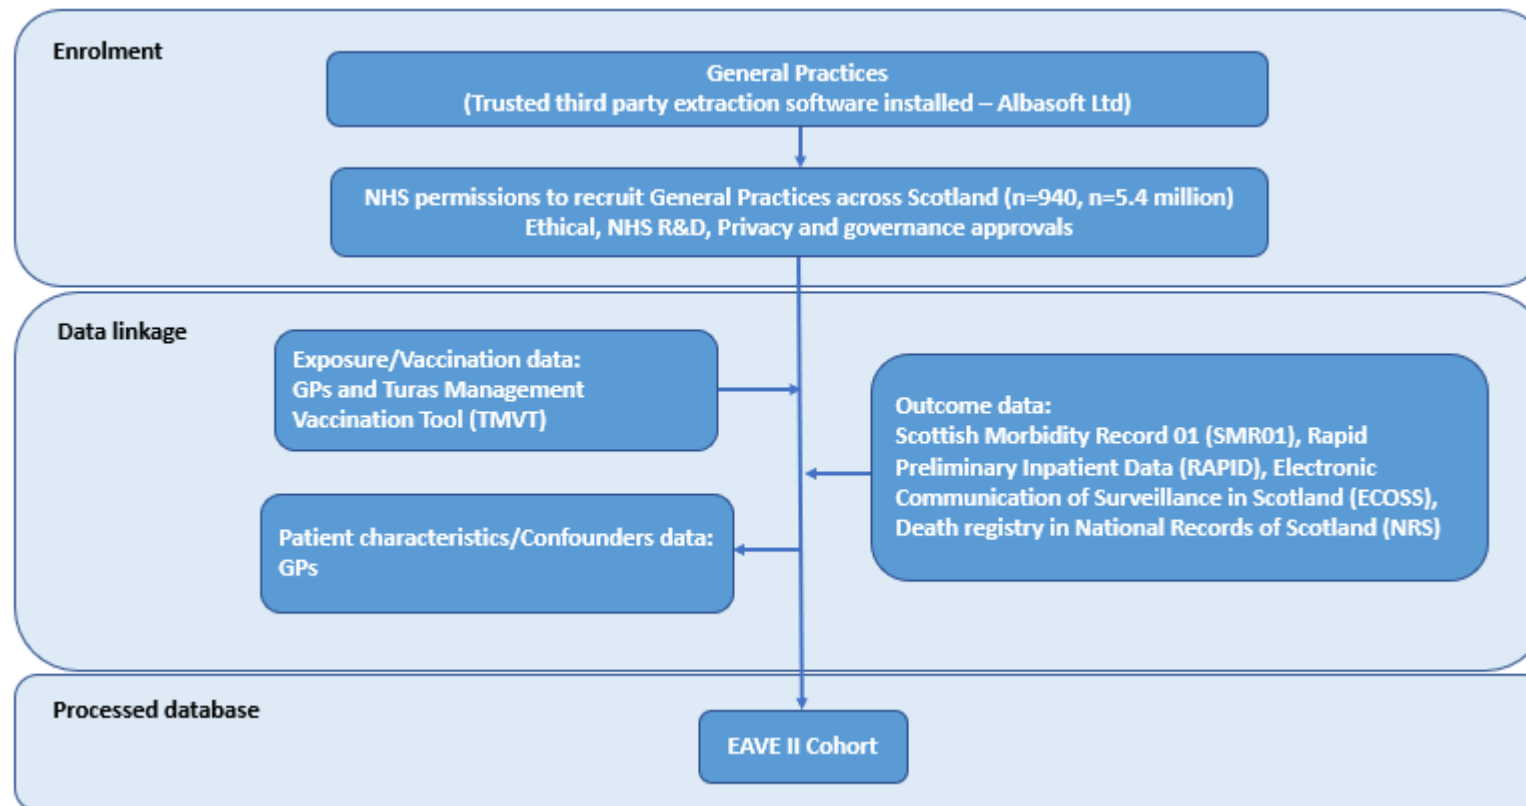 Enrolment
General Practices
(Trusted third party extraction software installed – Albasoft Ltd)
NHS permissions to recruit General Practices across Scotland (n=940, n=5.4 million)
Ethical, NHS R&D, Privacy and governance approvals
Data linkage
Exposure/Vaccination data:
GPs and Turas Management
Vaccination Tool (TMVT)
Outcome data:
Scottish Morbidity Record 01 (SMR01), Rapid
Preliminary Inpatient Data (RAPID), Electronic
Communication of Surveillance in Scotland (ECOSS),
Death registry in National Records of Scotland (NRS)
Patient characteristics/Confounders data:
GPs
Processed database
EAVE II Cohort